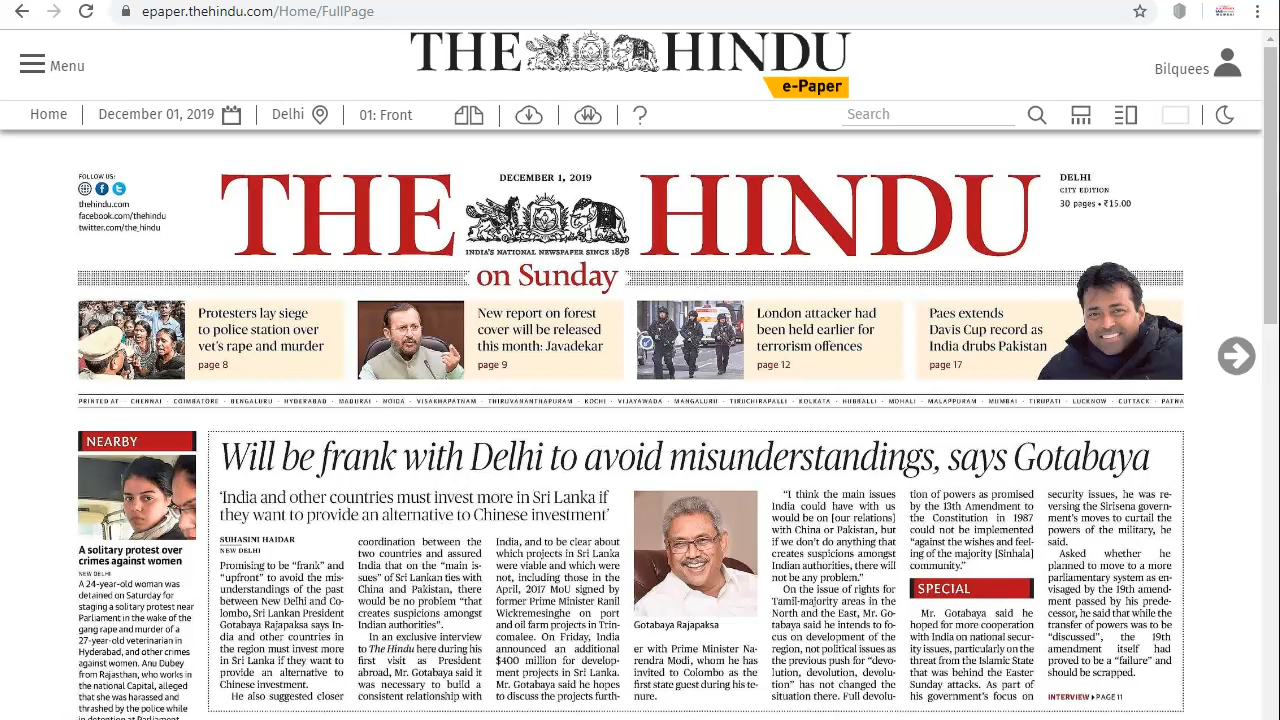 epaper.thehindu.com/Home/FullPage
Menu
THE HINDU
e-Paper
Bilquees
Home
December 01, 2019
Delhi
01: Front
?
Search
FOLLOW US:
thehindu.com
facebook.com/thehindu
twitter.com/the_hindu
THE HINDU
DECEMBER 1, 2019
INDIA'S NATIONAL NEWSPAPER SINCE 1878
on Sunday
DELHI
CITY EDITION
30 pages • ₹15.00
Protesters lay siege
to police station over
vet's rape and murder
page 8
New report on forest
cover will be released
this month: Javadekar
page 9
London attacker had
been held earlier for
terrorism offences
page 12
Paes extends
Davis Cup record as
India drubs Pakistan
page 17
PRINTED AT · CHENNAI · COIMBATORE · BENGALURU · HYDERABAD · MADURAI · NOIDA · VISAKHAPATNAM · THIRUVANANTHAPURAM · KOCHI · VIJAYAWADA · MANGALURU · TIRUCHIRAPALLI · KOLKATA · HUBBALLI · MOHALI · MALAPPURAM · MUMBAI · TIRUPATI · LUCKNOW · CUTTACK · PATNA
NEARBY
A solitary protest over
crimes against women
NEW DELHI
A 24-year-old woman was
detained on Saturday for
staging a solitary protest near
Parliament in the wake of the
gang rape and murder of a
27-year-old veterinarian in
Hyderabad, and other crimes
against women. Anu Dubey
from Rajasthan, who works in
the national Capital, alleged
that she was harassed and
thrashed by the police while
in detention at Parliament
Will be frank with Delhi to avoid misunderstandings, says Gotabaya
'India and other countries must invest more in Sri Lanka if
they want to provide an alternative to Chinese investment'
SUHASINI HAIDAR
NEW DELHI
Promising to be "frank" and
"upfront" to avoid the mis-
understandings of the past
between New Delhi and Co-
lombo, Sri Lankan President
Gotabaya Rajapaksa says In-
dia and other countries in
the region must invest more
in Sri Lanka if they want to
provide an alternative to
Chinese investment.
He also suggested closer
coordination between the
two countries and assured
India that on the "main is-
sues" of Sri Lankan ties with
China and Pakistan, there
would be no problem "that
creates suspicions amongst
Indian authorities".
In an exclusive interview
to The Hindu here during his
first visit as President
abroad, Mr. Gotabaya said it
was necessary to build a
consistent relationship with
India, and to be clear about
which projects in Sri Lanka
were viable and which were
not, including those in the
April, 2017 MoU signed by
former Prime Minister Ranil
Wickremesinghe on port
and oil farm projects in Trin-
comalee. On Friday, India
announced an additional
$400 million for develop-
ment projects in Sri Lanka.
Mr. Gotabaya said he hopes
to discuss the projects furth-
Gotabaya Rajapaksa
er with Prime Minister Na-
rendra Modi, whom he has
invited to Colombo as the
first state guest during his te-
nure.
"I think the main issues
India could have with us
would be on [our relations]
with China or Pakistan, but
if we don't do anything that
creates suspicions amongst
Indian authorities, there will
not be any problem."
On the issue of rights for
Tamil-majority areas in the
North and the East, Mr. Go-
tabaya said he intends to fo-
cus on development of the
region, not political issues as
the previous push for "devo-
lution, devolution, devolu-
tion" has not changed the
situation there. Full devolu-
tion of powers as promised
by the 13th Amendment to
the Constitution in 1987
could not be implemented
"against the wishes and feel-
ing of the majority [Sinhala]
community."
SPECIAL
Mr. Gotabaya said he
hoped for more cooperation
with India on national secur-
ity issues, particularly on the
threat from the Islamic State
that was behind the Easter
Sunday attacks. As part of
his government's focus on
security issues, he was re-
versing the Sirisena govern-
ment's moves to curtail the
powers of the military, he
said.
Asked whether he
planned to move to a more
parliamentary system as en-
visaged by the 19th amend-
ment passed by his prede-
cessor, he said that while the
transfer of powers was to be
"discussed", the 19th
amendment itself had
proved to be a "failure" and
should be scrapped.
INTERVIEW ▸ PAGE 11